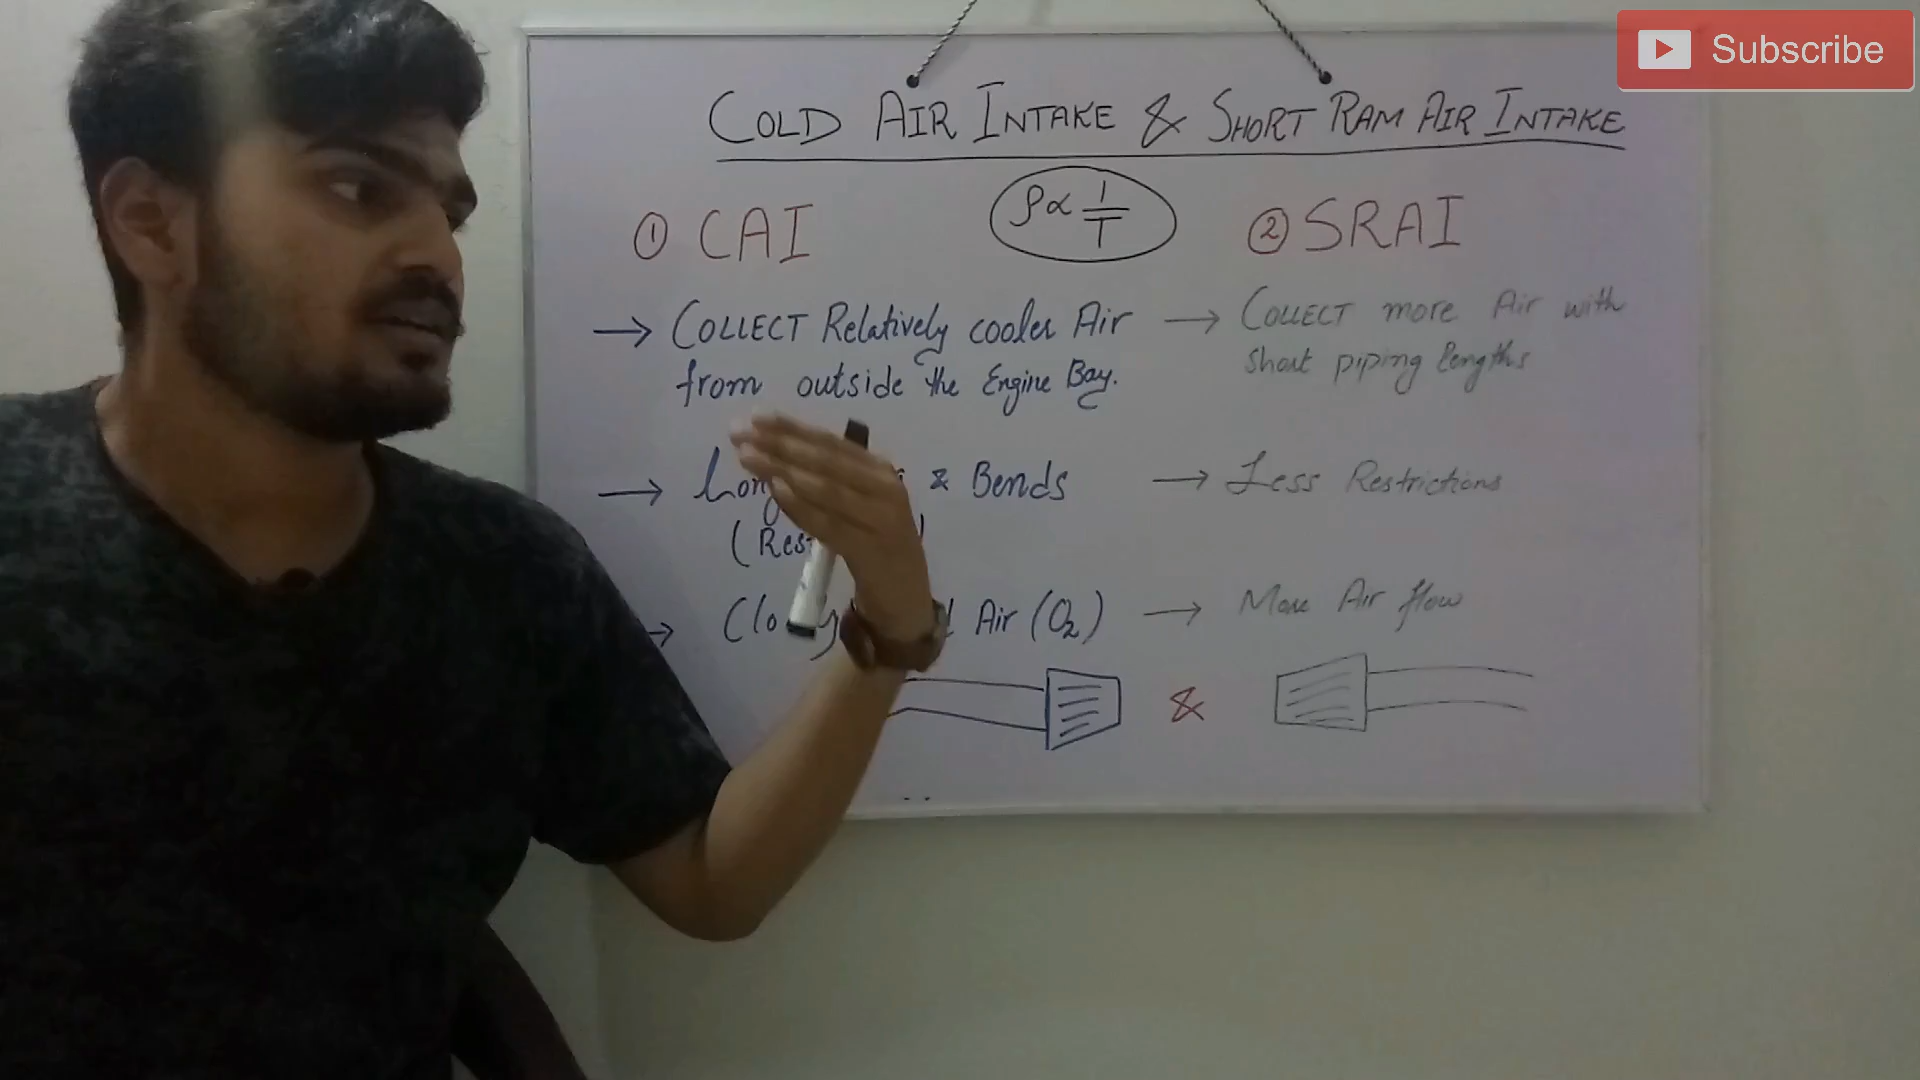 Subscribe
COLD AIR INTAKE & SHORT RAM AIR INTAKE
ρ ∝ 1/T
① CAI
② SRAI
→ COLLECT Relatively cooler Air
from outside the Engine Bay.
→ COLLECT more Air with
Short piping lengths
→ & Bends
→ Less Restrictions
→ Air (O₂)
→ More Air flow
&